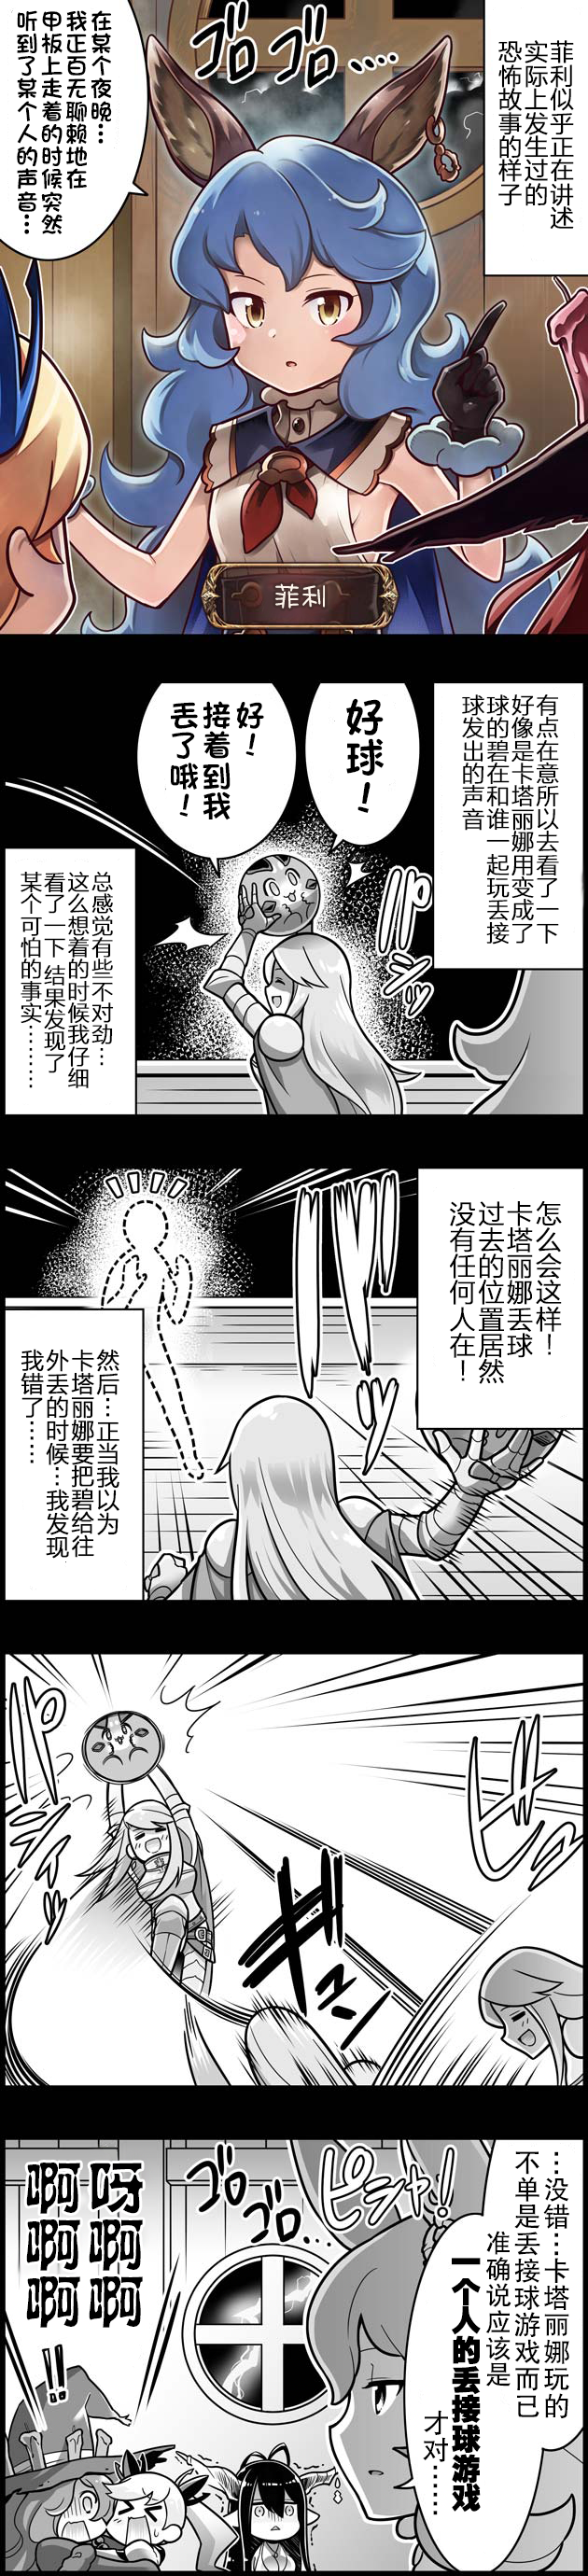 菲利似乎正在讲述
实际上发生过的
恐怖故事的样子
ゴロゴロ…
在某个夜晚…
我正百无聊赖地在
甲板上走着的时候突然
听到了某个人的声音…
菲利
有点在意所以去看了一下
好像是卡塔丽娜用变成了
球的碧在和谁一起玩丢接
球发出的声音
好球！
好！
接着到我
丢了哦！
总感觉有些不对劲…
这么想着的时候我仔细
看了一下 结果发现了
某个可怕的事实………
怎么会这样！
卡塔丽娜丢球
过去的位置居然
没有任何人在！
然后…正当我以为
卡塔丽娜要把碧给往
外丢的时候…我发现
我错了……
ピシャ！
…没错…卡塔丽娜玩的
不单是丢接球游戏而已
准确说应该是
一个人的丢接球游戏
才对……
ゴロゴロ…
呀啊啊
啊啊啊
!!